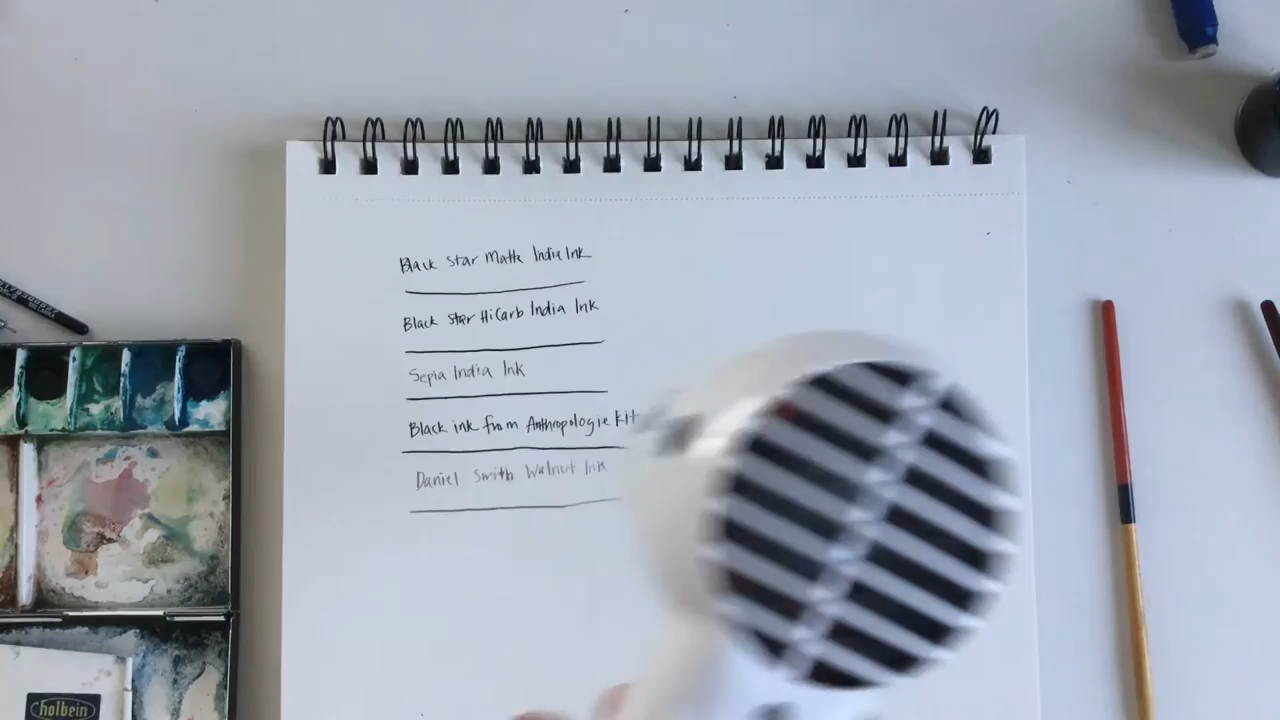 Black Star Matte India Ink
Black Star HiCarb India Ink
Sepia India Ink
Black ink from Anthropologie kit
Daniel Smith Walnut Ink
holbein